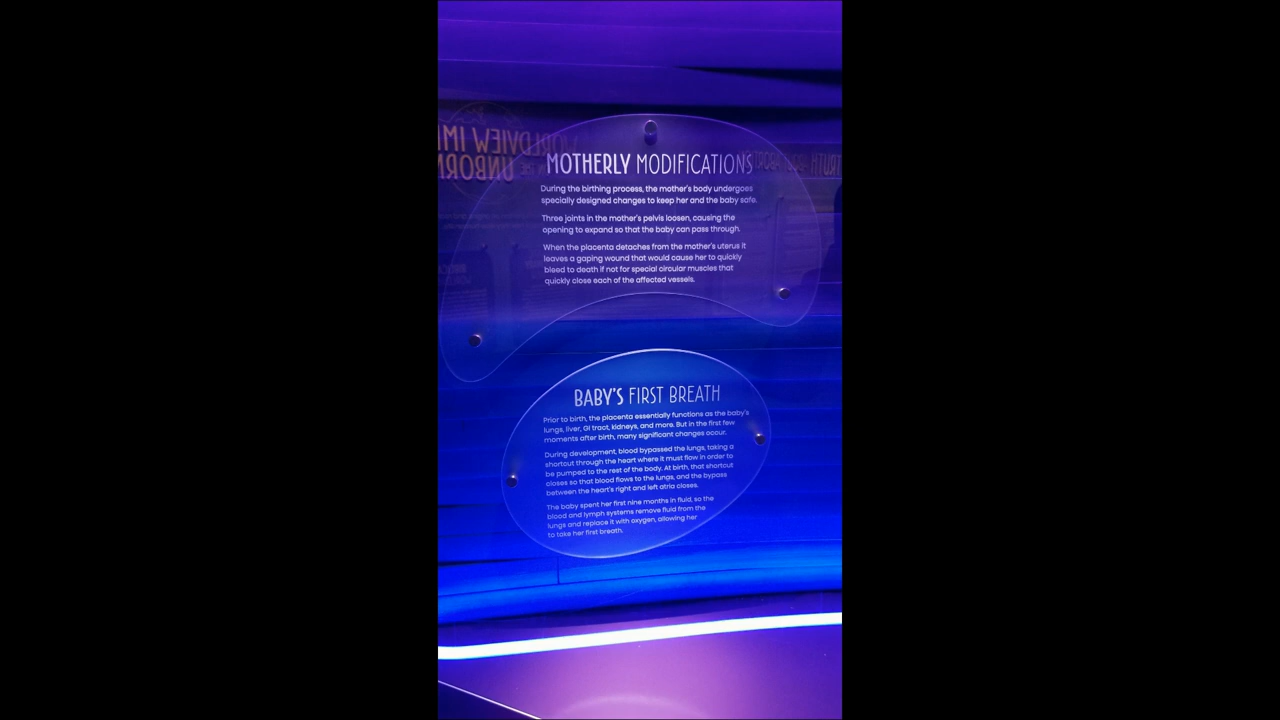 WORLDVIEW IM
UNBORN
IN THE
TRUTH
ABORT
MOTHERLY MODIFICATIONS
During the birthing process, the mother's body undergoes
specially designed changes to keep her and the baby safe.
Three joints in the mother's pelvis loosen, causing the
opening to expand so that the baby can pass through.
When the placenta detaches from the mother's uterus it
leaves a gaping wound that would cause her to quickly
bleed to death if not for special circular muscles that
quickly close each of the affected vessels.
BABY'S FIRST BREATH
Prior to birth, the placenta essentially functions as the baby's
lungs, liver, GI tract, kidneys, and more. But in the first few
moments after birth, many significant changes occur.
During development, blood bypassed the lungs, taking a
shortcut through the heart where it must flow in order to
be pumped to the rest of the body. At birth, that shortcut
closes so that blood flows to the lungs, and the bypass
between the heart's right and left atria closes.
The baby spent her first nine months in fluid, so the
blood and lymph systems remove fluid from the
lungs and replace it with oxygen, allowing her
to take her first breath.